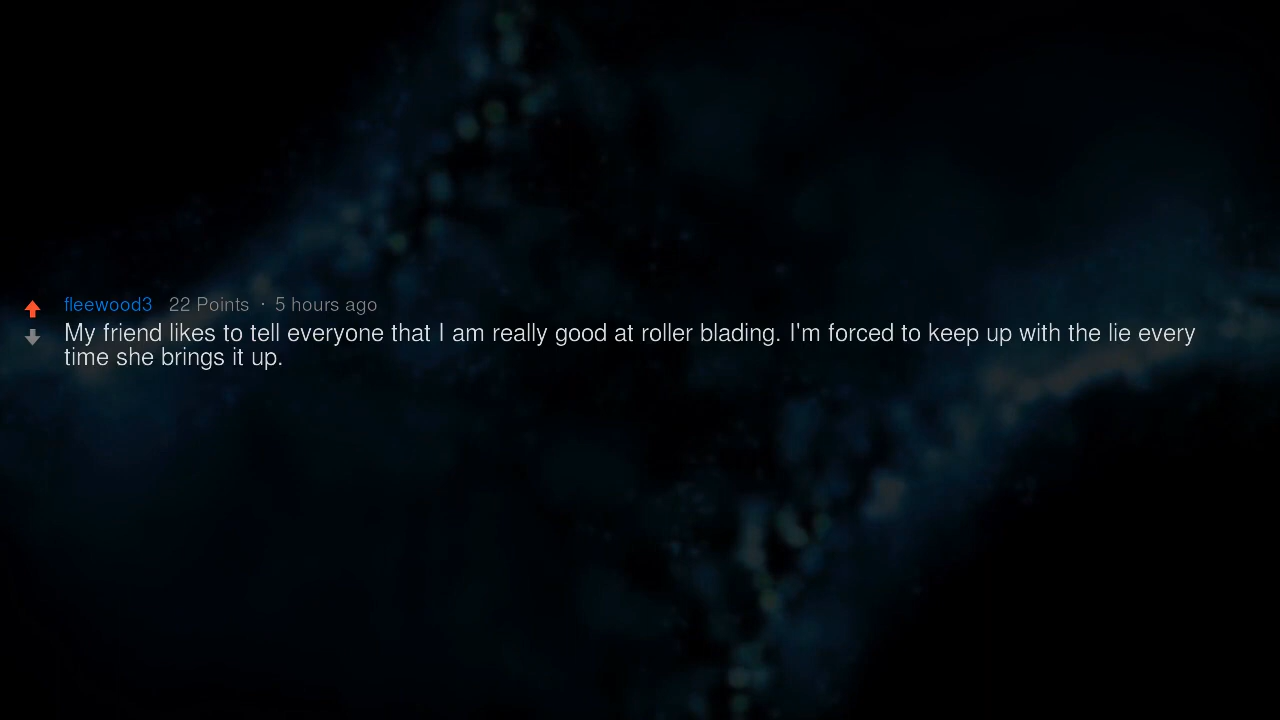 fleewood3 22 Points · 5 hours ago
My friend likes to tell everyone that I am really good at roller blading. I'm forced to keep up with the lie every
time she brings it up.